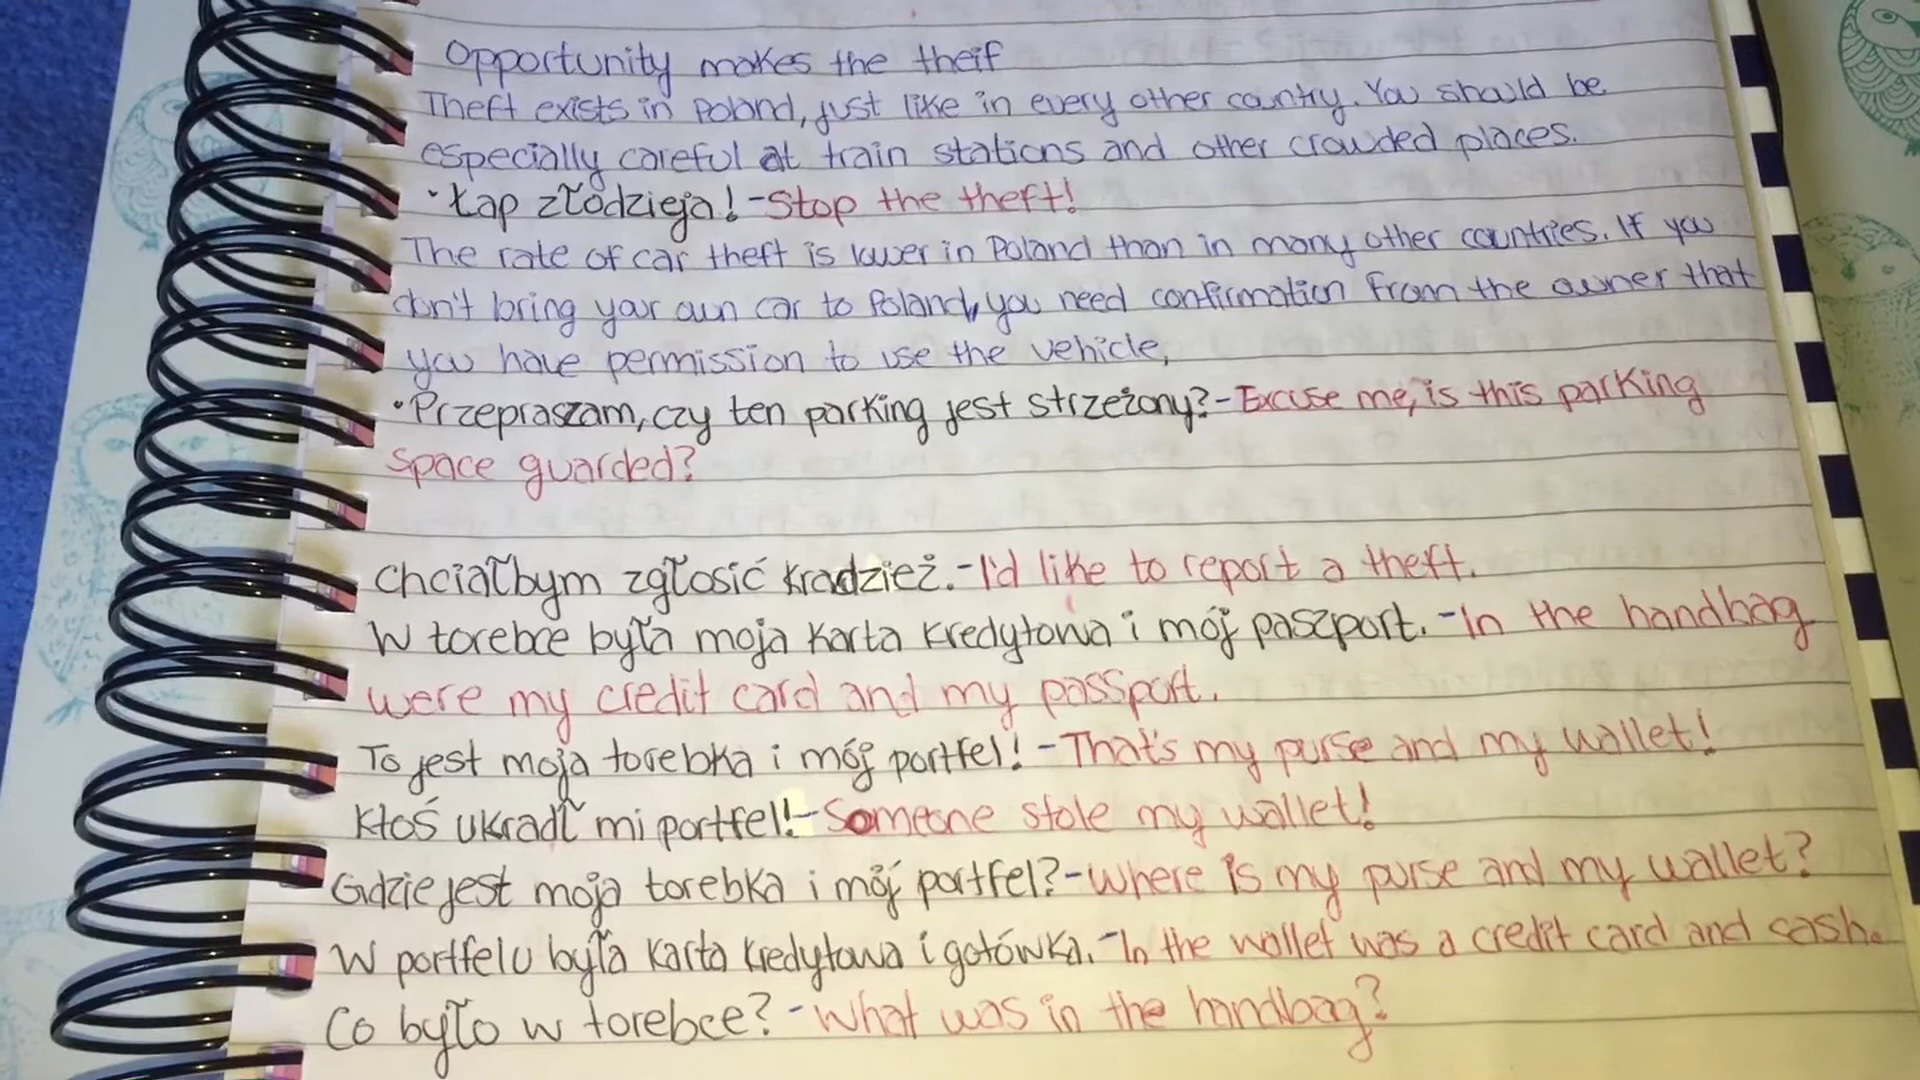 Opportunity makes the theif
Theft exists in Poland, just like in every other country. You should be
especially careful at train stations and other crowded places.
• Łap złodzieja! - Stop the theft!
The rate of car theft is lower in Poland than in many other countries. If you
don't bring your own car to Poland, you need confirmation from the owner that
you have permission to use the vehicle,
• Przepraszam, czy ten parking jest strzeżony? - Excuse me, is this parking
space guarded?
Chciałbym zgłosić kradzież. - I'd like to report a theft.
W torebce była moja karta kredytowa i mój paszport. - In the handbag
were my credit card and my passport.
To jest moja torebka i mój portfel! - That's my purse and my wallet!
Ktoś ukradł mi portfel! - Someone stole my wallet!
Gdzie jest moja torebka i mój portfel? - Where is my purse and my wallet?
W portfelu była karta kredytowa i gotówka. - In the wallet was a credit card and cash.
Co było w torebce? - What was in the handbag?